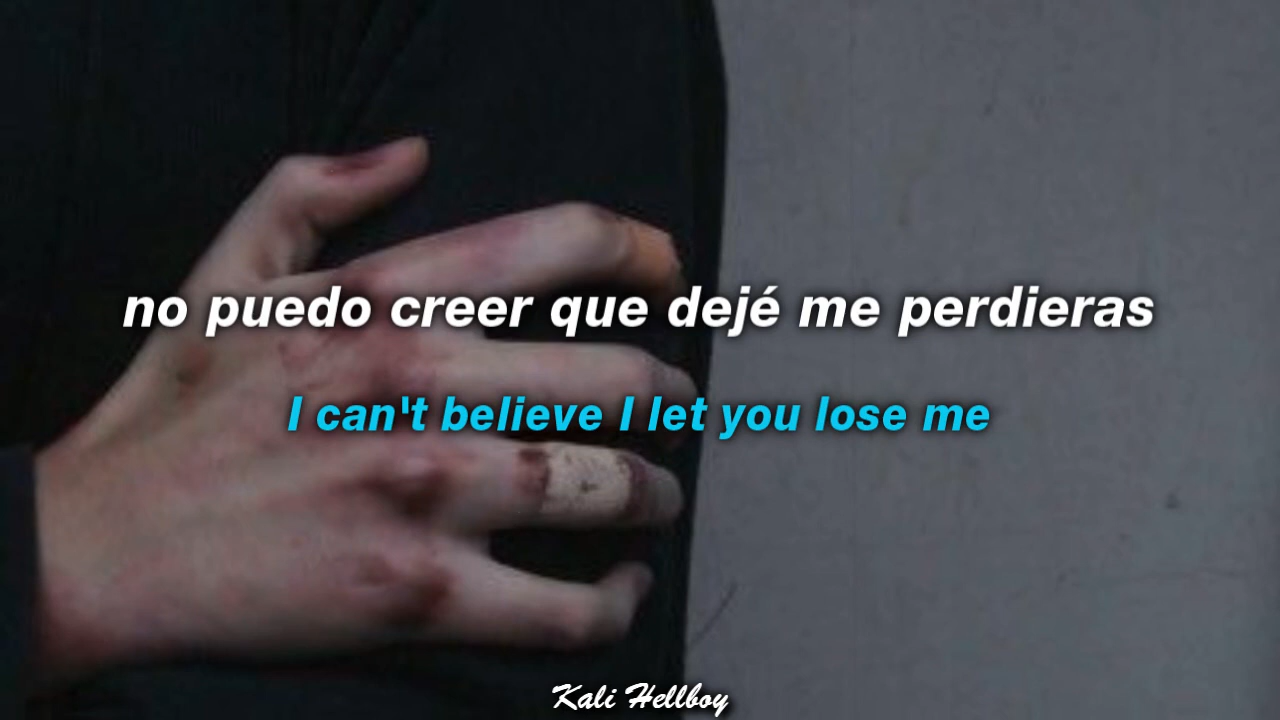 no puedo creer que dejé me perdieras
I can't believe I let you lose me
Kali Hellboy